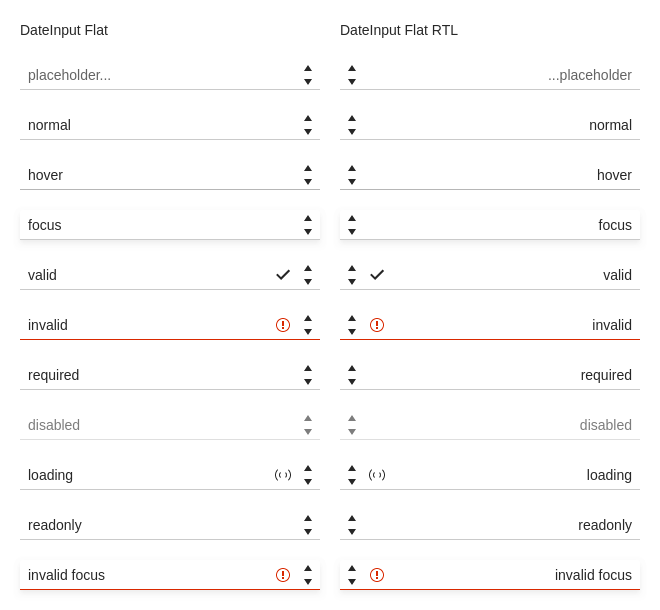 DateInput Flat
placeholder...
normal
hover
focus
valid
invalid
required
disabled
loading
readonly
invalid focus
DateInput Flat RTL
...placeholder
normal
hover
focus
valid
invalid
required
disabled
loading
readonly
invalid focus